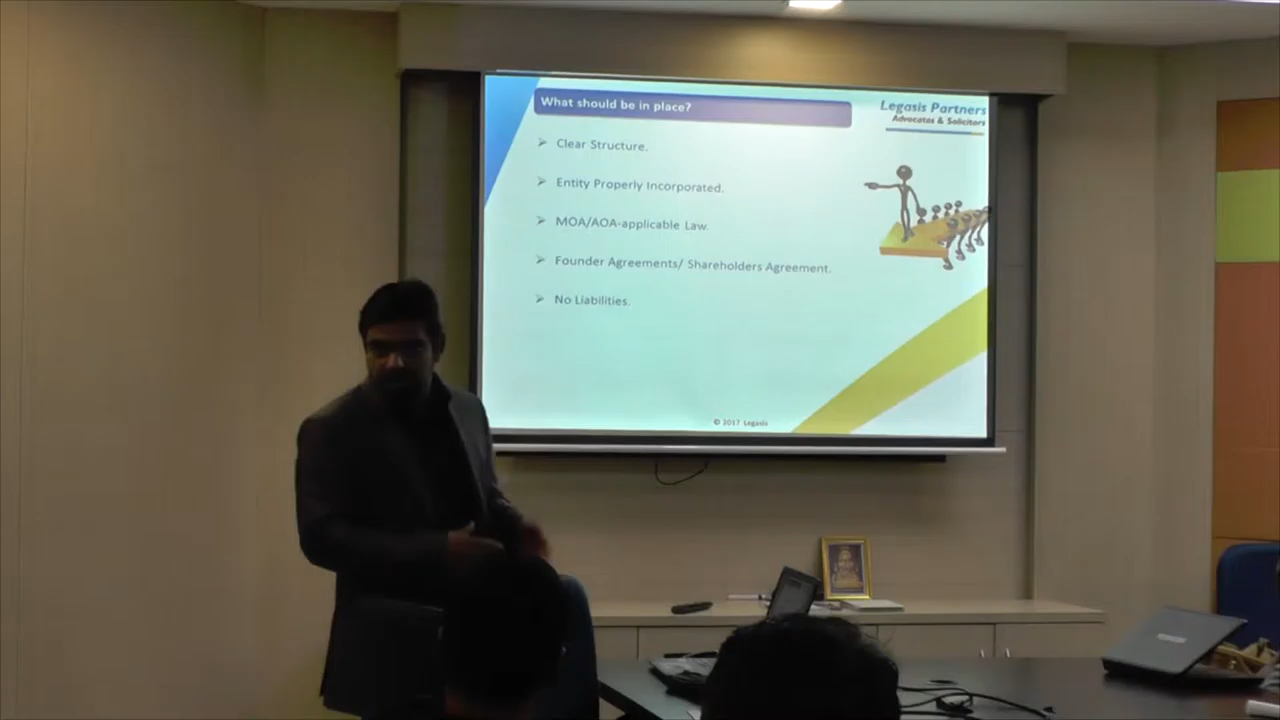 What should be in place?
Legasis Partners
Advocates & Solicitors
➢ Clear Structure.
➢ Entity Properly Incorporated.
➢ MOA/AOA-applicable Law.
➢ Founder Agreements/ Shareholders Agreement.
➢ No Liabilities.
© 2017 Legasis